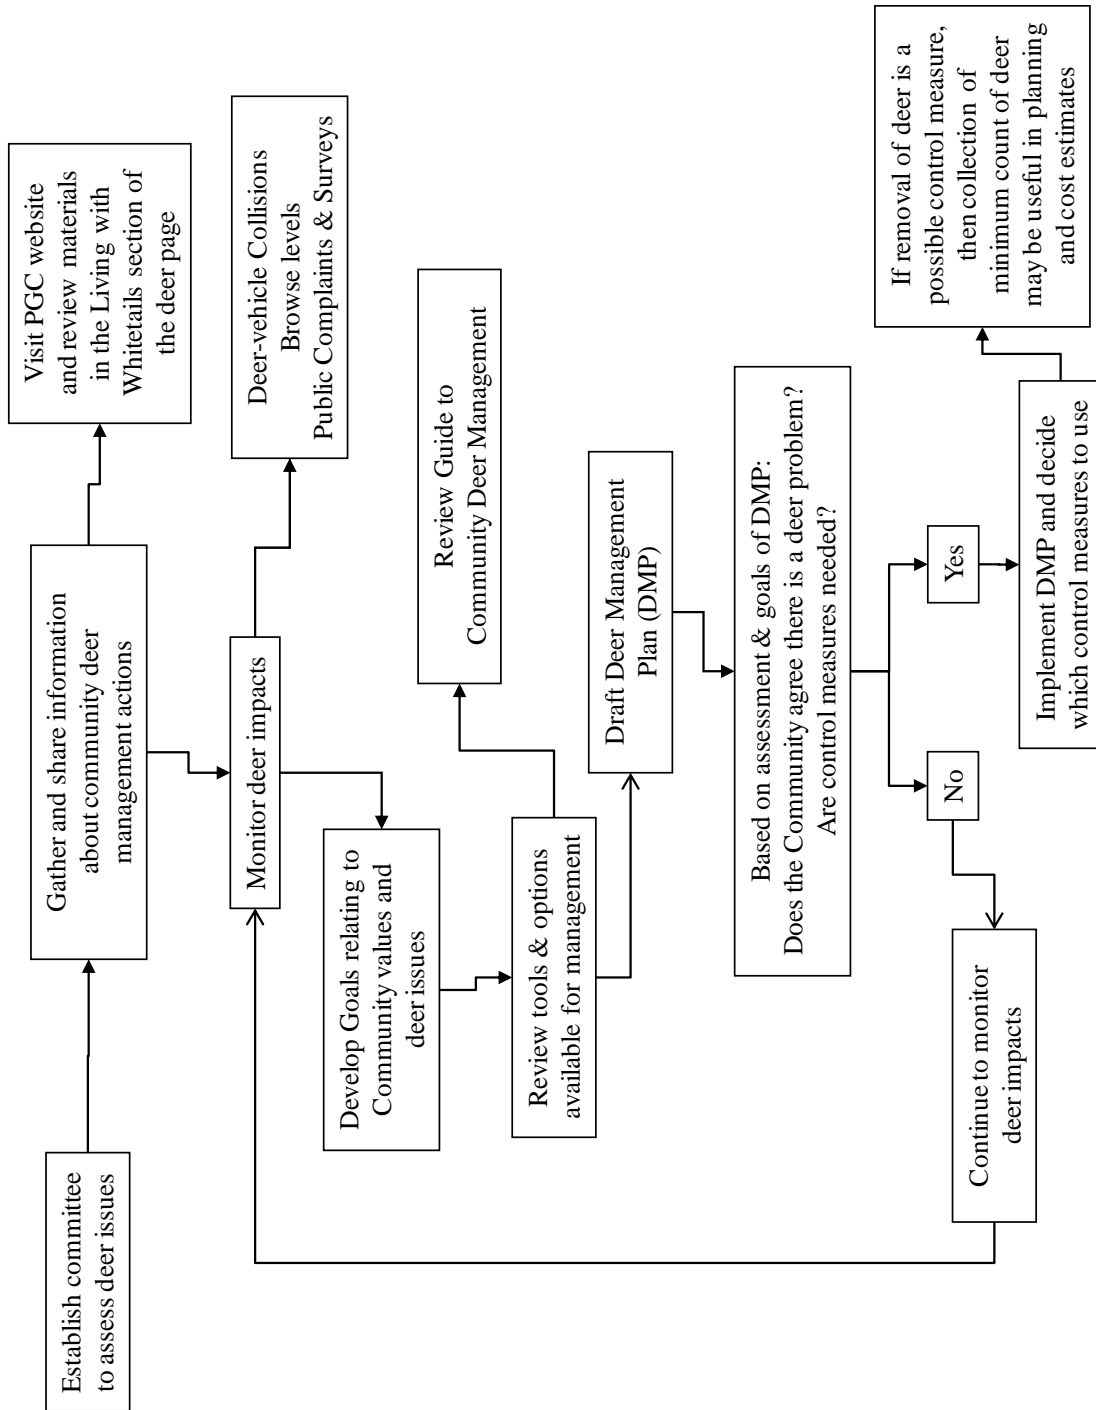 Establish committee
to assess deer issues
Gather and share information
about community deer
management actions
Visit PGC website
and review materials
in the Living with
Whitetails section of
the deer page
Monitor deer impacts
Deer-vehicle Collisions
Browse levels
Public Complaints & Surveys
Develop Goals relating to
Community values and
deer issues
Review tools & options
available for management
Review Guide to
Community Deer Management
Draft Deer Management
Plan (DMP)
Based on assessment & goals of DMP:
Does the Community agree there is a deer problem?
Are control measures needed?
No
Yes
Continue to monitor
deer impacts
Implement DMP and decide
which control measures to use
If removal of deer is a
possible control measure,
then collection of
minimum count of deer
may be useful in planning
and cost estimates